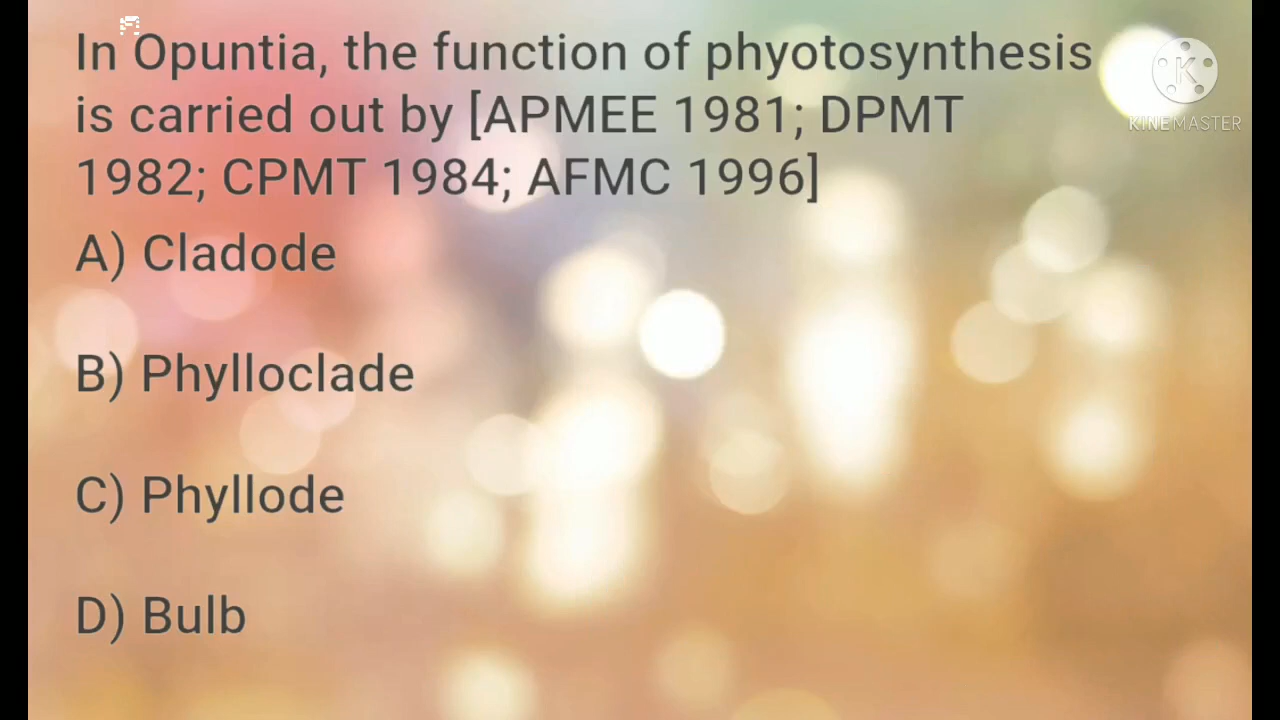 In Opuntia, the function of phyotosynthesis
is carried out by [APMEE 1981; DPMT
1982; CPMT 1984; AFMC 1996]
A) Cladode
B) Phylloclade
C) Phyllode
D) Bulb
K
KINEMASTER